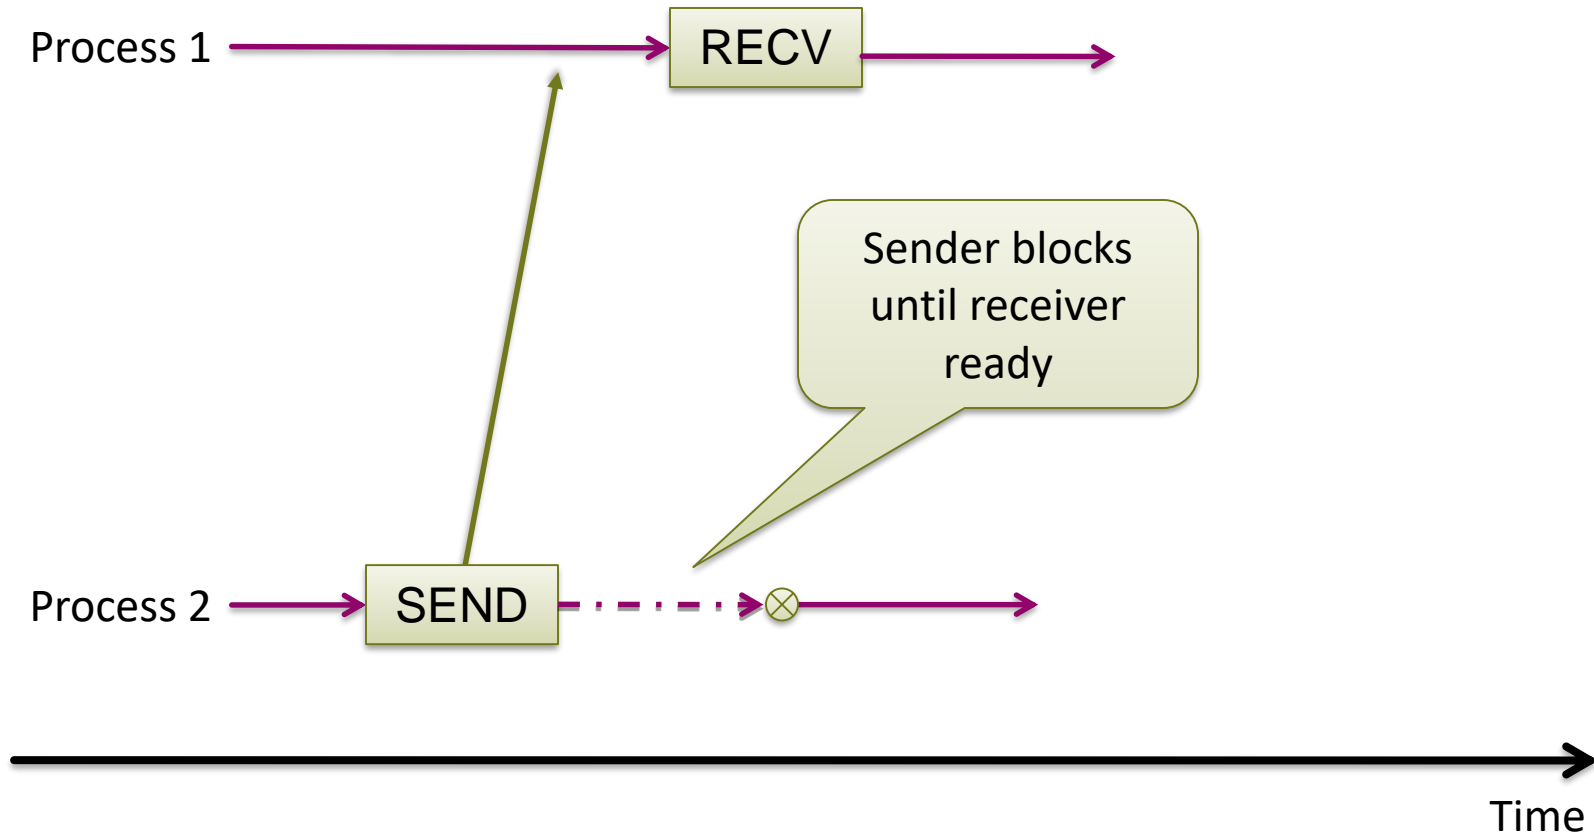 Process 1
RECV
Sender blocks
until receiver
ready
Process 2
SEND
Time